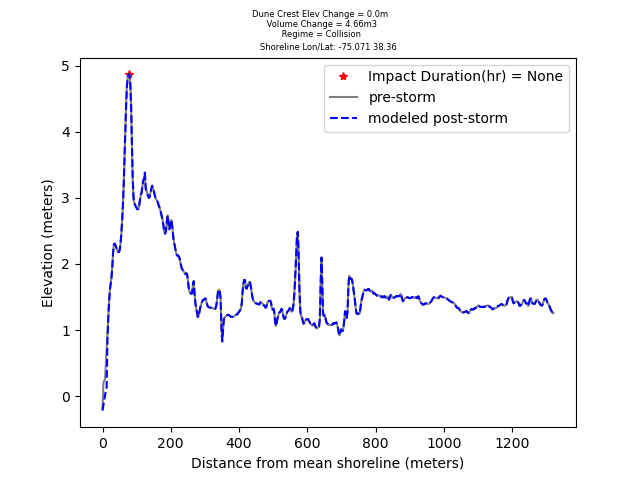 Dune Crest Elev Change = 0.0m
Volume Change = 4.66m3
Regime = Collision
Shoreline Lon/Lat: -75.071 38.36
Impact Duration(hr) = None
pre-storm
modeled post-storm
Elevation (meters)
5
4
3
2
1
0
0 200 400 600 800 1000 1200
Distance from mean shoreline (meters)